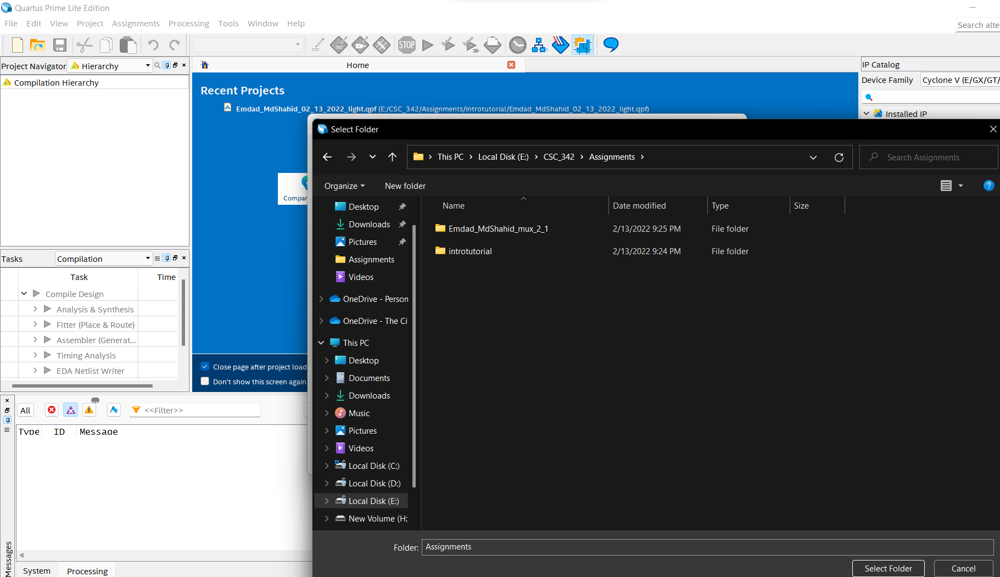 Quartus Prime Lite Edition
File Edit View Project Assignments Processing Tools Window Help
Search alte
STOP
Project Navigator Hierarchy
Home
IP Catalog
Compilation Hierarchy
Device Family Cyclone V (E/GX/GT/
Recent Projects
Emdad_MdShahid_02_13_2022_light.qpf (E:/CSC_342/Assignments/introtutorial/Emdad_MdShahid_02_13_2022_light.qpf)
Installed IP
Select Folder
This PC > Local Disk (E:) > CSC_342 > Assignments >
Search Assignments
Organize New folder
Compar
Name Date modified Type Size
Emdad_MdShahid_mux_2_1 2/13/2022 9:25 PM File folder
introtutorial 2/13/2022 9:24 PM File folder
Desktop
Downloads
Pictures
Assignments
Videos
OneDrive - Person
OneDrive - The Ci
This PC
Desktop
Documents
Downloads
Music
Pictures
Videos
Local Disk (C:)
Local Disk (D:)
Local Disk (E:)
New Volume (H:
Folder: Assignments
Select Folder Cancel
Tasks Compilation
Task Time
Compile Design
Analysis & Synthesis
Fitter (Place & Route)
Assembler (Generat...
Timing Analysis
EDA Netlist Writer
Close page after project load
Don't show this screen again
All <<Filter>>
Type ID Message
Messages
System Processing